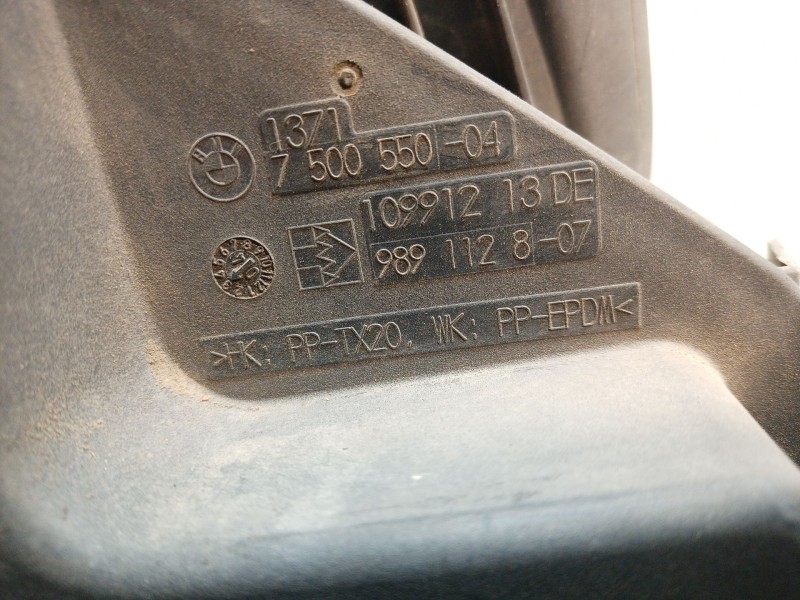 1371
7 500 550-04
109912 13 DE
989 112 8-07
>HK: PP-TX20, WK: PP-EPDM<